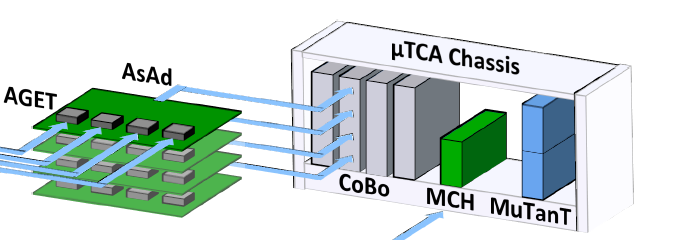 µTCA Chassis
AsAd
AGET
CoBo
MCH
MuTanT